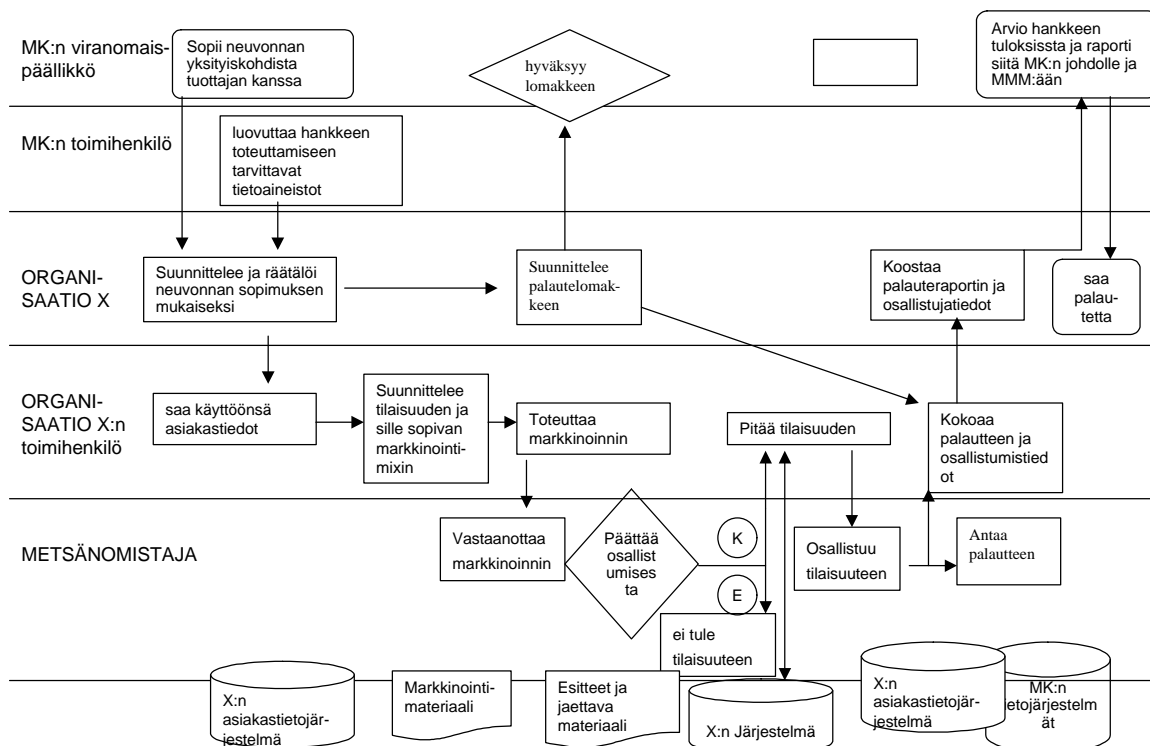 MK:n viranomais-
päällikkö
Sopii neuvonnan
yksityiskohdista
tuottajan kanssa
hyväksyy
lomakkeen
Arvio hankkeen
tuloksissta ja raporti
siitä MK:n johdolle ja
MMM:ään
MK:n toimihenkilö
luovuttaa hankkeen
toteuttamiseen
tarvittavat
tietoaineistot
ORGANI-
SAATIO X
Suunnittelee ja räätälöi
neuvonnan sopimuksen
mukaiseksi
Suunnittelee
palautelomak-
keen
Koostaa
palauteraportin ja
osallistujatiedot
saa
palau-
tetta
ORGANI-
SAATIO X:n
toimihenkilö
saa käyttöönsä
asiakastiedot
Suunnittelee
tilaisuuden ja
sille sopivan
markkinointi-
mixin
Toteuttaa
markkinoinnin
Pitää tilaisuuden
Kokoaa
palautteen ja
osallistumistied
ot
METSÄNOMISTAJA
Vastaanottaa
markkinoinnin
Päättää
osallist
umises
ta
K
E
ei tule
tilaisuuteen
Osallistuu
tilaisuuteen
Antaa
palautteen
X:n
asiakastietojär-
jestelmä
Markkinointi-
materiaali
Esitteet ja
jaettava
materiaali
X:n Järjestelmä
X:n
asiakastietojär-
jestelmä
MK:n
ietojärjestelm
ät